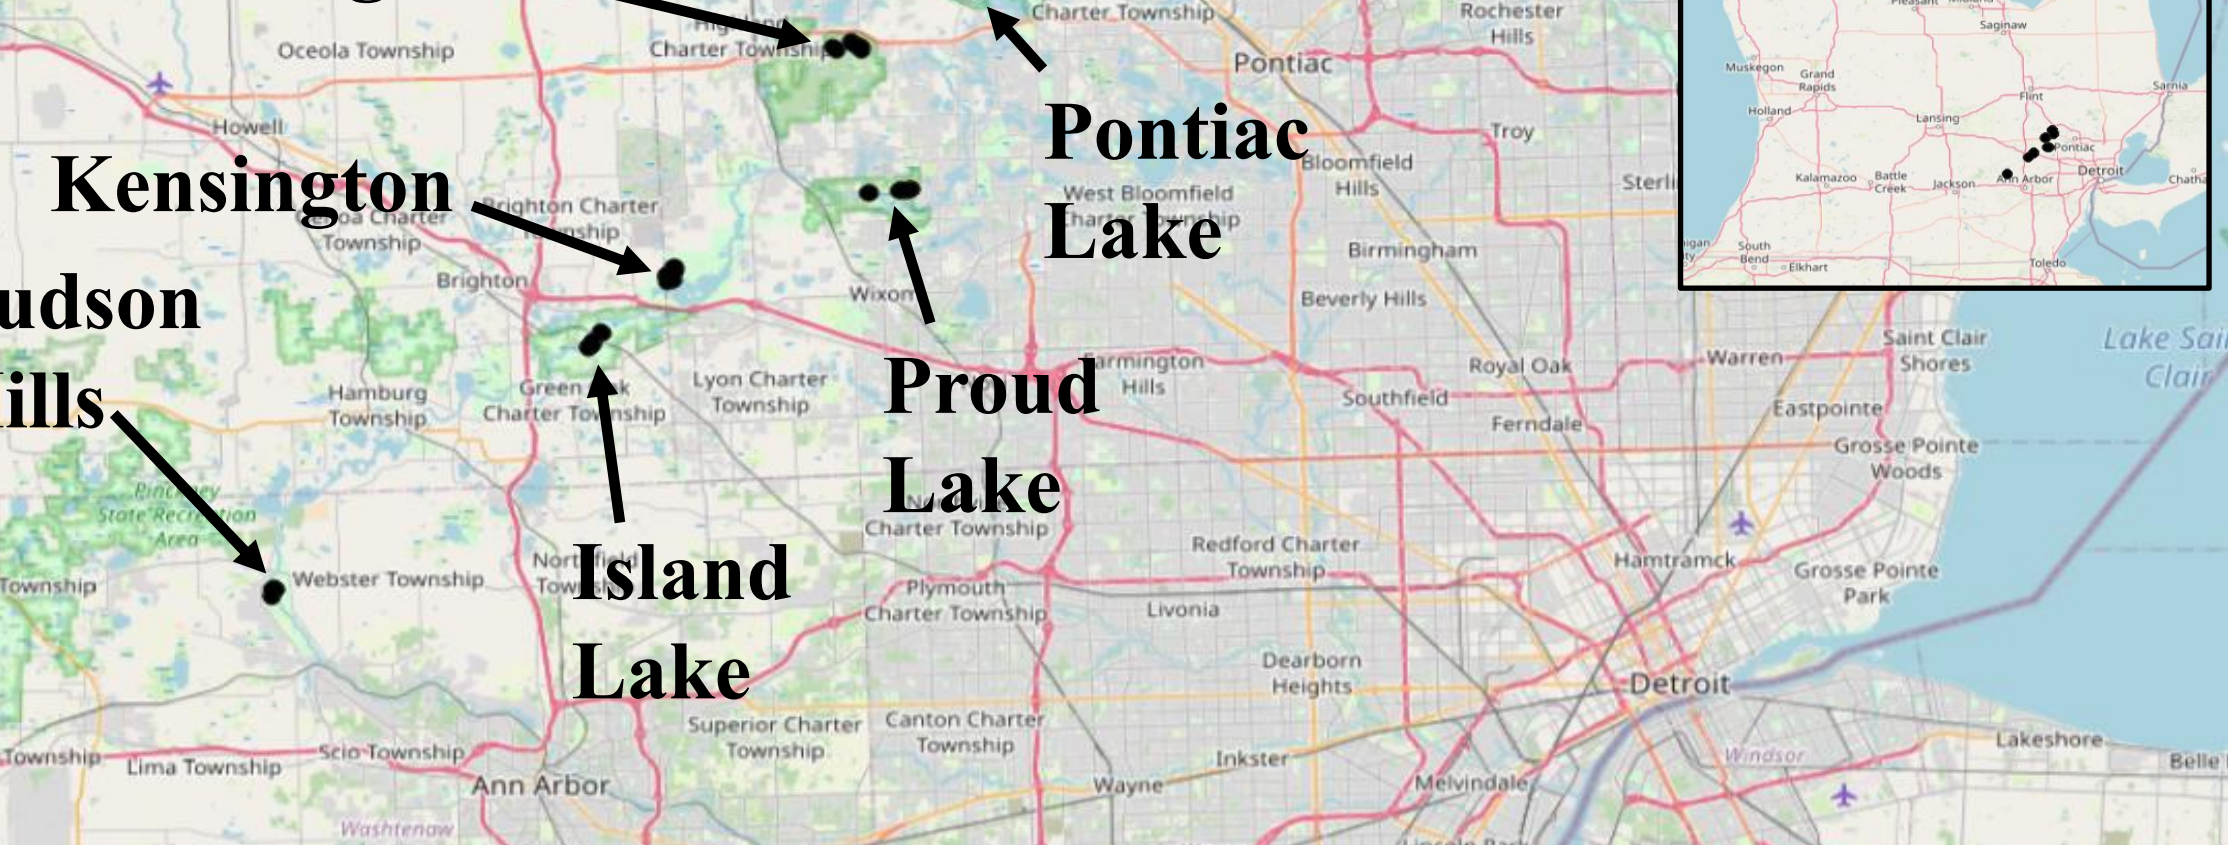 Charter Township
Rochester
Hills
Oceola Township
Charter Township
Pontiac
Howell
Pontiac
Lake
Troy
Bloomfield
Hills
Kensington
Brighton Charter
Township
West Bloomfield
Charter Township
Birmingham
Brighton
Wixom
Beverly Hills
udson
ills
Hamburg
Township
Green Oak
Charter Township
Lyon Charter
Township
Proud
Lake
Farmington
Hills
Royal Oak
Southfield
Ferndale
Warren
Saint Clair
Shores
Eastpointe
Grosse Pointe
Woods
Lake Sai
Clair
Pinckney
State Recreation
Area
Charter Township
Township
Webster Township
Island
Lake
Plymouth
Charter Township
Redford Charter
Township
Livonia
Hamtramck
Grosse Pointe
Park
Dearborn
Heights
Detroit
Superior Charter
Township
Canton Charter
Township
Township
Lima Township
Scio Township
Ann Arbor
Wayne
Inkster
Melvindale
Windsor
Lakeshore
Belle
Washtenaw
Saginaw
Muskegon
Grand
Rapids
Holland
Flint
Sarnia
Lansing
Pontiac
Kalamazoo
Battle
Creek
Jackson
Ann Arbor
Detroit
Chatha
South
Bend
Elkhart
Toledo